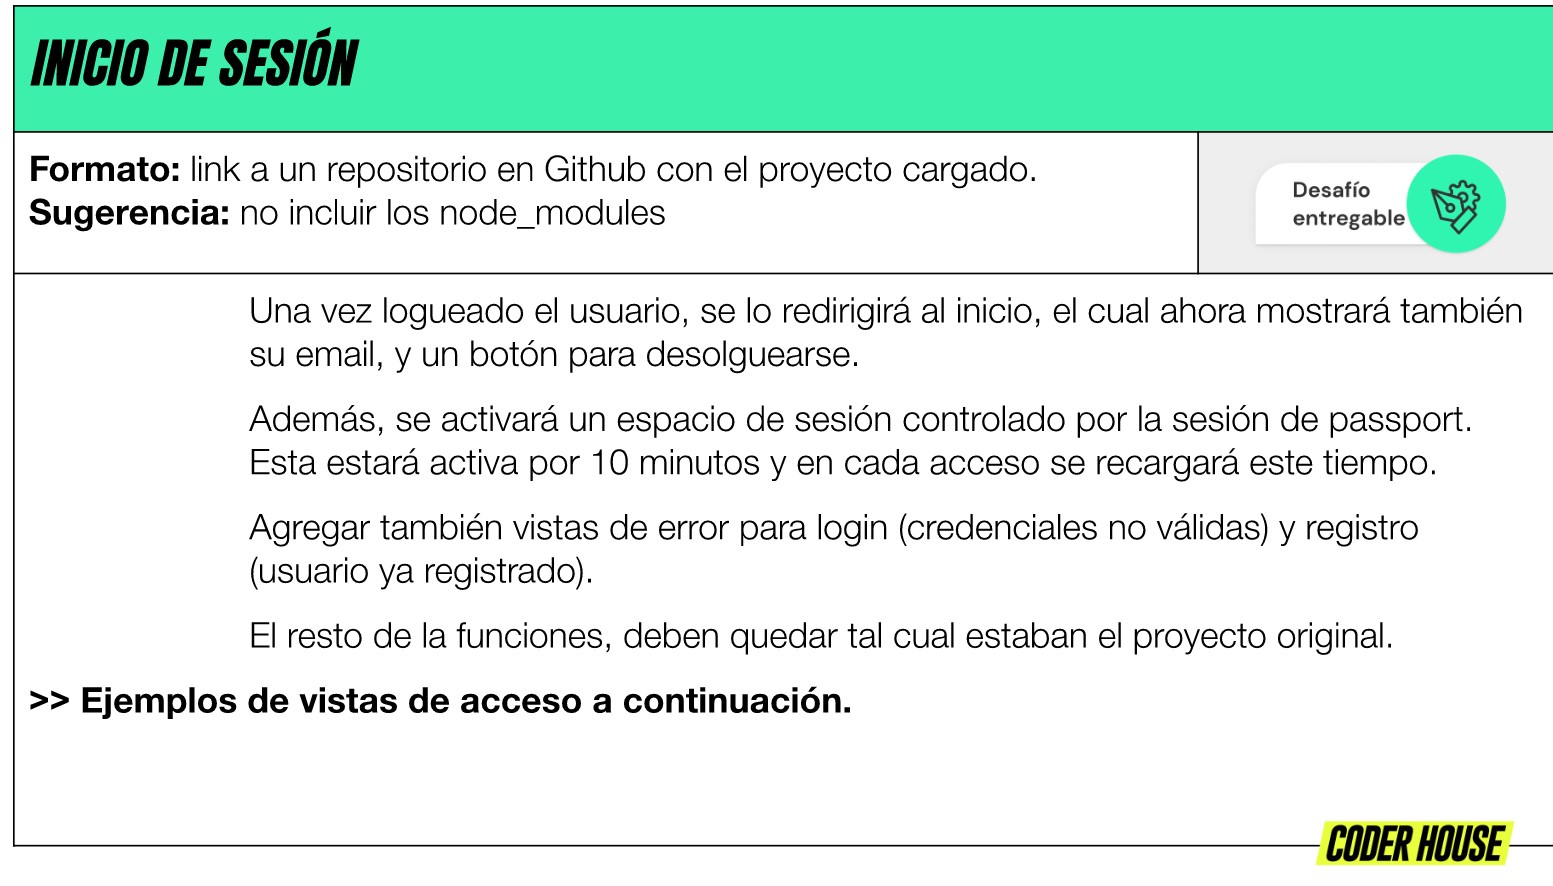 INICIO DE SESIÓN
Formato: link a un repositorio en Github con el proyecto cargado.
Sugerencia: no incluir los node_modules
Desafío
entregable
Una vez logueado el usuario, se lo redirigirá al inicio, el cual ahora mostrará también
su email, y un botón para desolguearse.
Además, se activará un espacio de sesión controlado por la sesión de passport.
Esta estará activa por 10 minutos y en cada acceso se recargará este tiempo.
Agregar también vistas de error para login (credenciales no válidas) y registro
(usuario ya registrado).
El resto de la funciones, deben quedar tal cual estaban el proyecto original.
>> Ejemplos de vistas de acceso a continuación.
CODER HOUSE